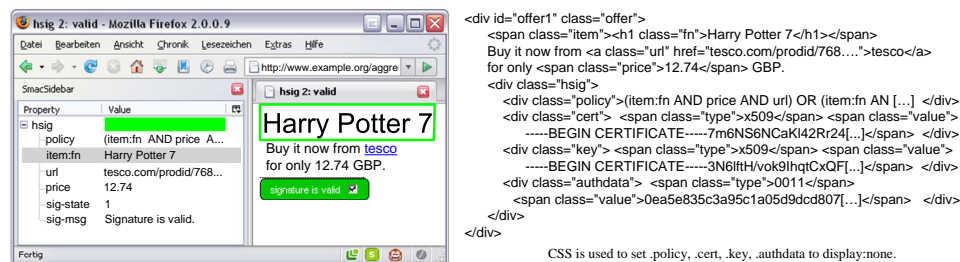 hsig 2: valid - Mozilla Firefox 2.0.0.9
Datei Bearbeiten Ansicht Chronik Lesezeichen Extras Hilfe
http://www.example.org/aggre
SmacSidebar
Property Value
hsig
policy (item:fn AND price A...
item:fn Harry Potter 7
url tesco.com/prodid/768...
price 12.74
sig-state 1
sig-msg Signature is valid.
hsig 2: valid
Harry Potter 7
Buy it now from tesco
for only 12.74 GBP.
signature is valid
Fertig
<div id="offer1" class="offer">
<span class="item"><h1 class="fn">Harry Potter 7</h1></span>
Buy it now from <a class="url" href="tesco.com/prodid/768….">tesco</a>
for only <span class="price">12.74</span> GBP.
<div class="hsig">
<div class="policy">(item:fn AND price AND url) OR (item:fn AN […] </div>
<div class="cert"> <span class="type">x509</span> <span class="value">
-----BEGIN CERTIFICATE-----7m6NS6NCaKl42Rr24[...]</span> </div>
<div class="key"> <span class="type">x509</span> <span class="value">
-----BEGIN CERTIFICATE-----3N6lftH/vok9IhqtCxQF[...]</span> </div>
<div class="authdata"> <span class="type">0011</span>
<span class="value">0ea5e835c3a95c1a05d9dcd807[…]</span> </div>
</div>
</div>
CSS is used to set .policy, .cert, .key, .authdata to display:none.